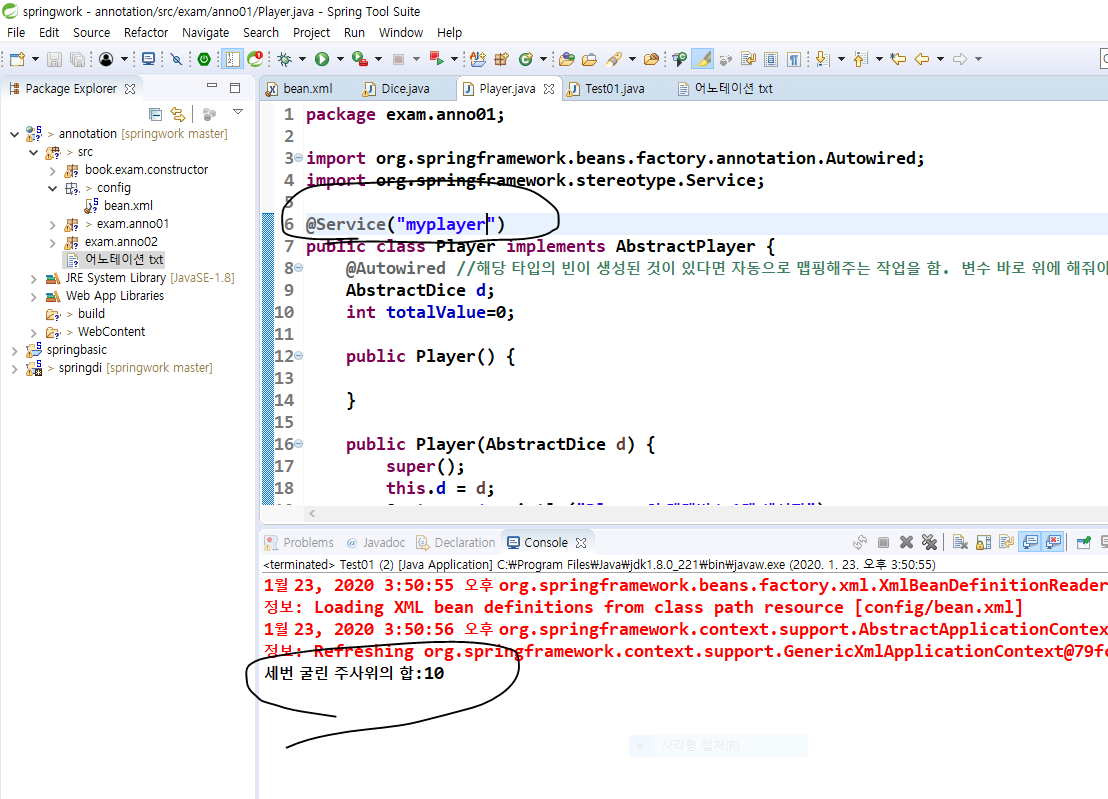 springwork - annotation/src/exam/anno01/Player.java - Spring Tool Suite
File Edit Source Refactor Navigate Search Project Run Window Help
Package Explorer
bean.xml Dice.java Player.java Test01.java 어노테이션 txt
> annotation [springwork master]
> src
book.exam.constructor
> config
bean.xml
> exam.anno01
exam.anno02
어노테이션 txt
JRE System Library [JavaSE-1.8]
Web App Libraries
> build
> WebContent
springbasic
> springdi [springwork master]
1 package exam.anno01;
2
3 import org.springframework.beans.factory.annotation.Autowired;
4 import org.springframework.stereotype.Service;
5
6 @Service("myplayer")
7 public class Player implements AbstractPlayer {
8 @Autowired //해당 타입의 빈이 생성된 것이 있다면 자동으로 맵핑해주는 작업을 함. 변수 바로 위에 해줘야
9 AbstractDice d;
10 int totalValue=0;
11
12 public Player() {
13
14 }
15
16 public Player(AbstractDice d) {
17 super();
18 this.d = d;
Problems Javadoc Declaration Console
<terminated> Test01 (2) [Java Application] C:₩Program Files₩Java₩jdk1.8.0_221₩bin₩javaw.exe (2020. 1. 23. 오후 3:50:55)
1월 23, 2020 3:50:55 오후 org.springframework.beans.factory.xml.XmlBeanDefinitionReader
정보: Loading XML bean definitions from class path resource [config/bean.xml]
1월 23, 2020 3:50:56 오후 org.springframework.context.support.AbstractApplicationContex
정보: Refreshing org.springframework.context.support.GenericXmlApplicationContext@79fc
세번 굴린 주사위의 합:10
사각형 캡처(R)